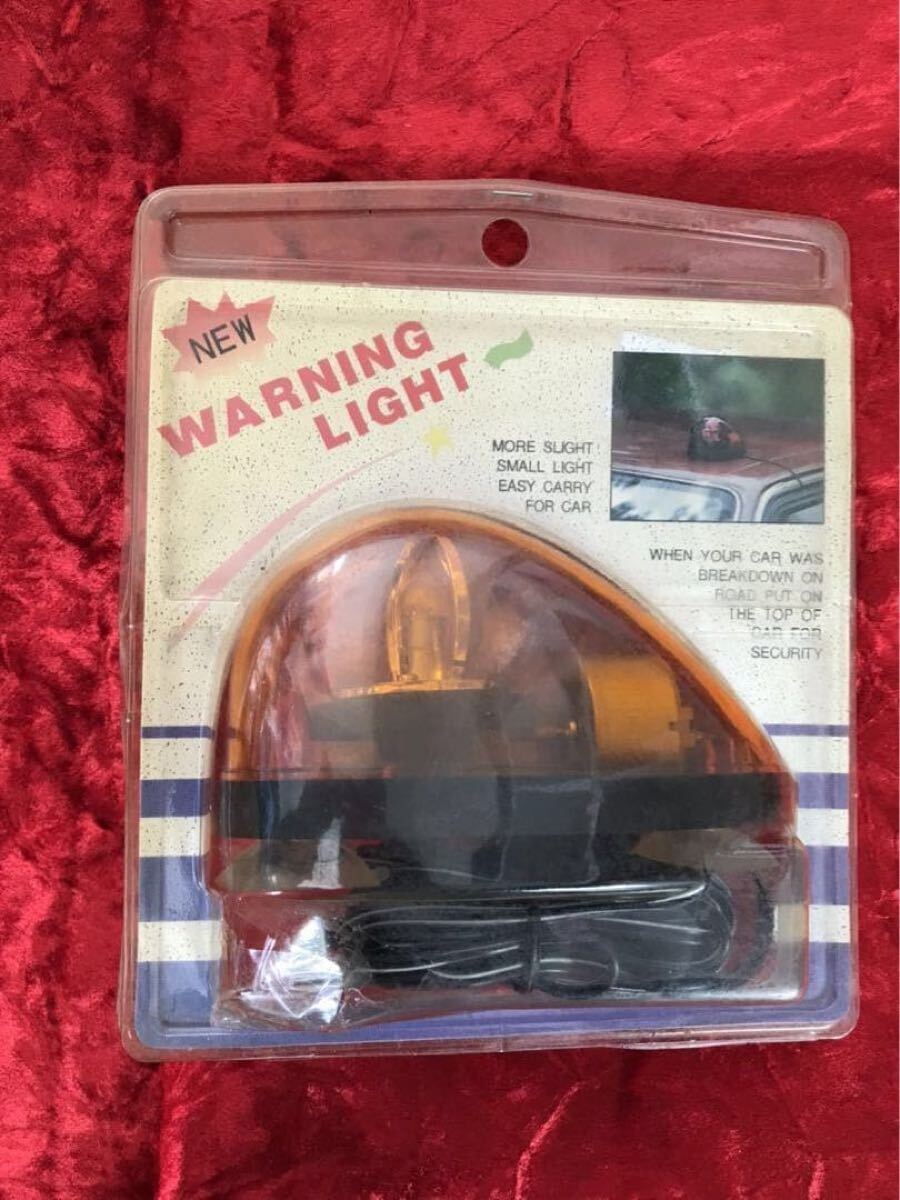 NEW
WARNING
LIGHT
MORE SLIGHT
SMALL LIGHT
EASY CARRY
FOR CAR
WHEN YOUR CAR WAS
BREAKDOWN ON
ROAD PUT ON
THE TOP OF
CAR FOR
SECURITY